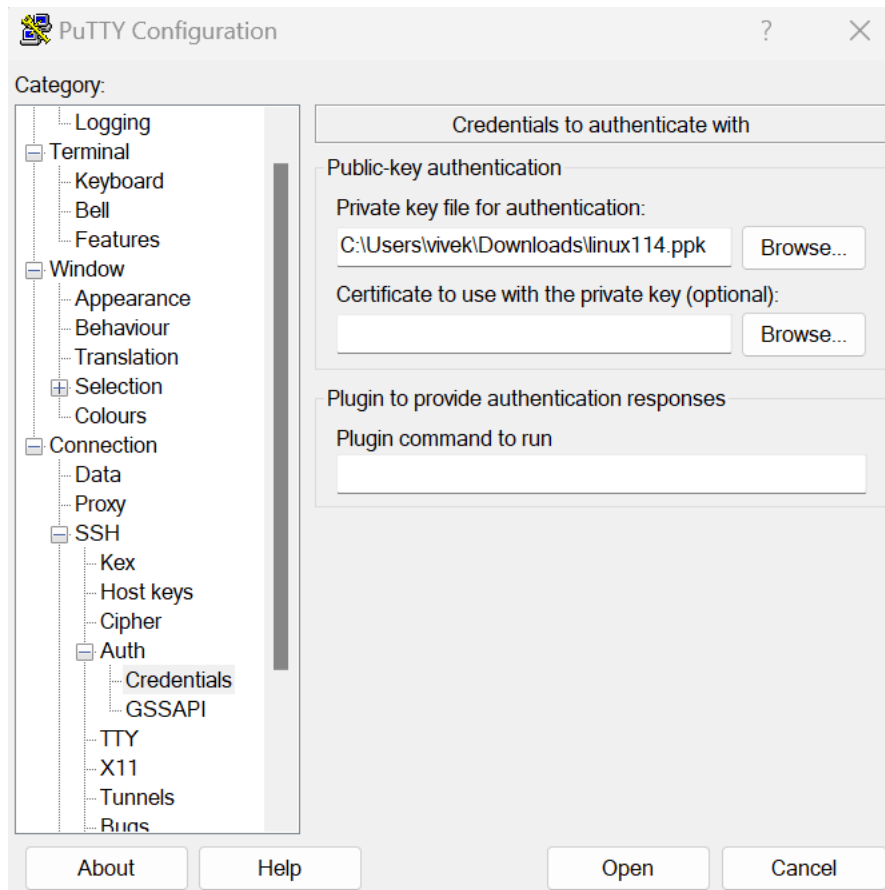 PuTTY Configuration
?
Category:
Logging
Terminal
Keyboard
Bell
Features
Window
Appearance
Behaviour
Translation
Selection
Colours
Connection
Data
Proxy
SSH
Kex
Host keys
Cipher
Auth
Credentials
GSSAPI
TTY
X11
Tunnels
Bugs
Credentials to authenticate with
Public-key authentication
Private key file for authentication:
C:\Users\vivek\Downloads\linux114.ppk
Browse...
Certificate to use with the private key (optional):
Browse...
Plugin to provide authentication responses
Plugin command to run
About
Help
Open
Cancel